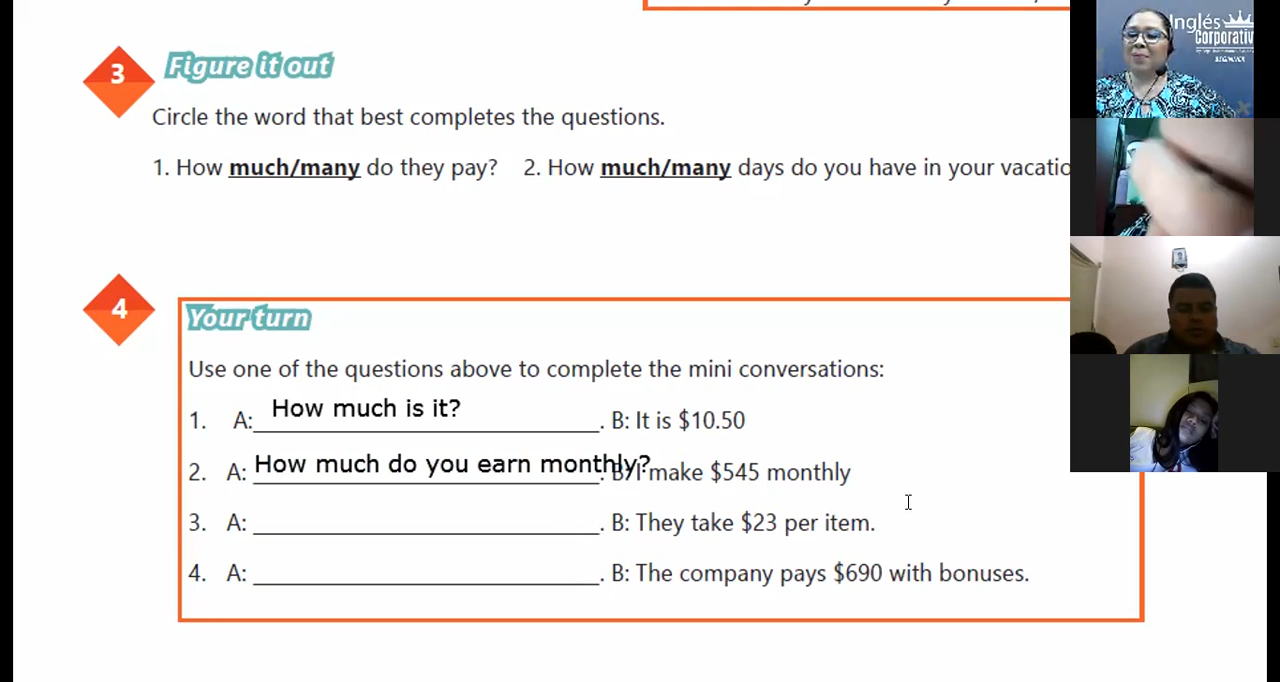 3 Figure it out
Circle the word that best completes the questions.
1. How much/many do they pay? 2. How much/many days do you have in your vacatio
4 Your turn
Use one of the questions above to complete the mini conversations:
1. A: How much is it? . B: It is $10.50
2. A: How much do you earn monthly? . B: I make $545 monthly
3. A: . B: They take $23 per item.
4. A: . B: The company pays $690 with bonuses.
Inglés
Corporativ